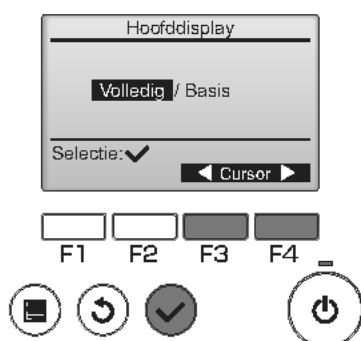 Hoofddisplay
Volledig / Basis
Selectie:✓
◀ Cursor ▶
F1 F2 F3 F4